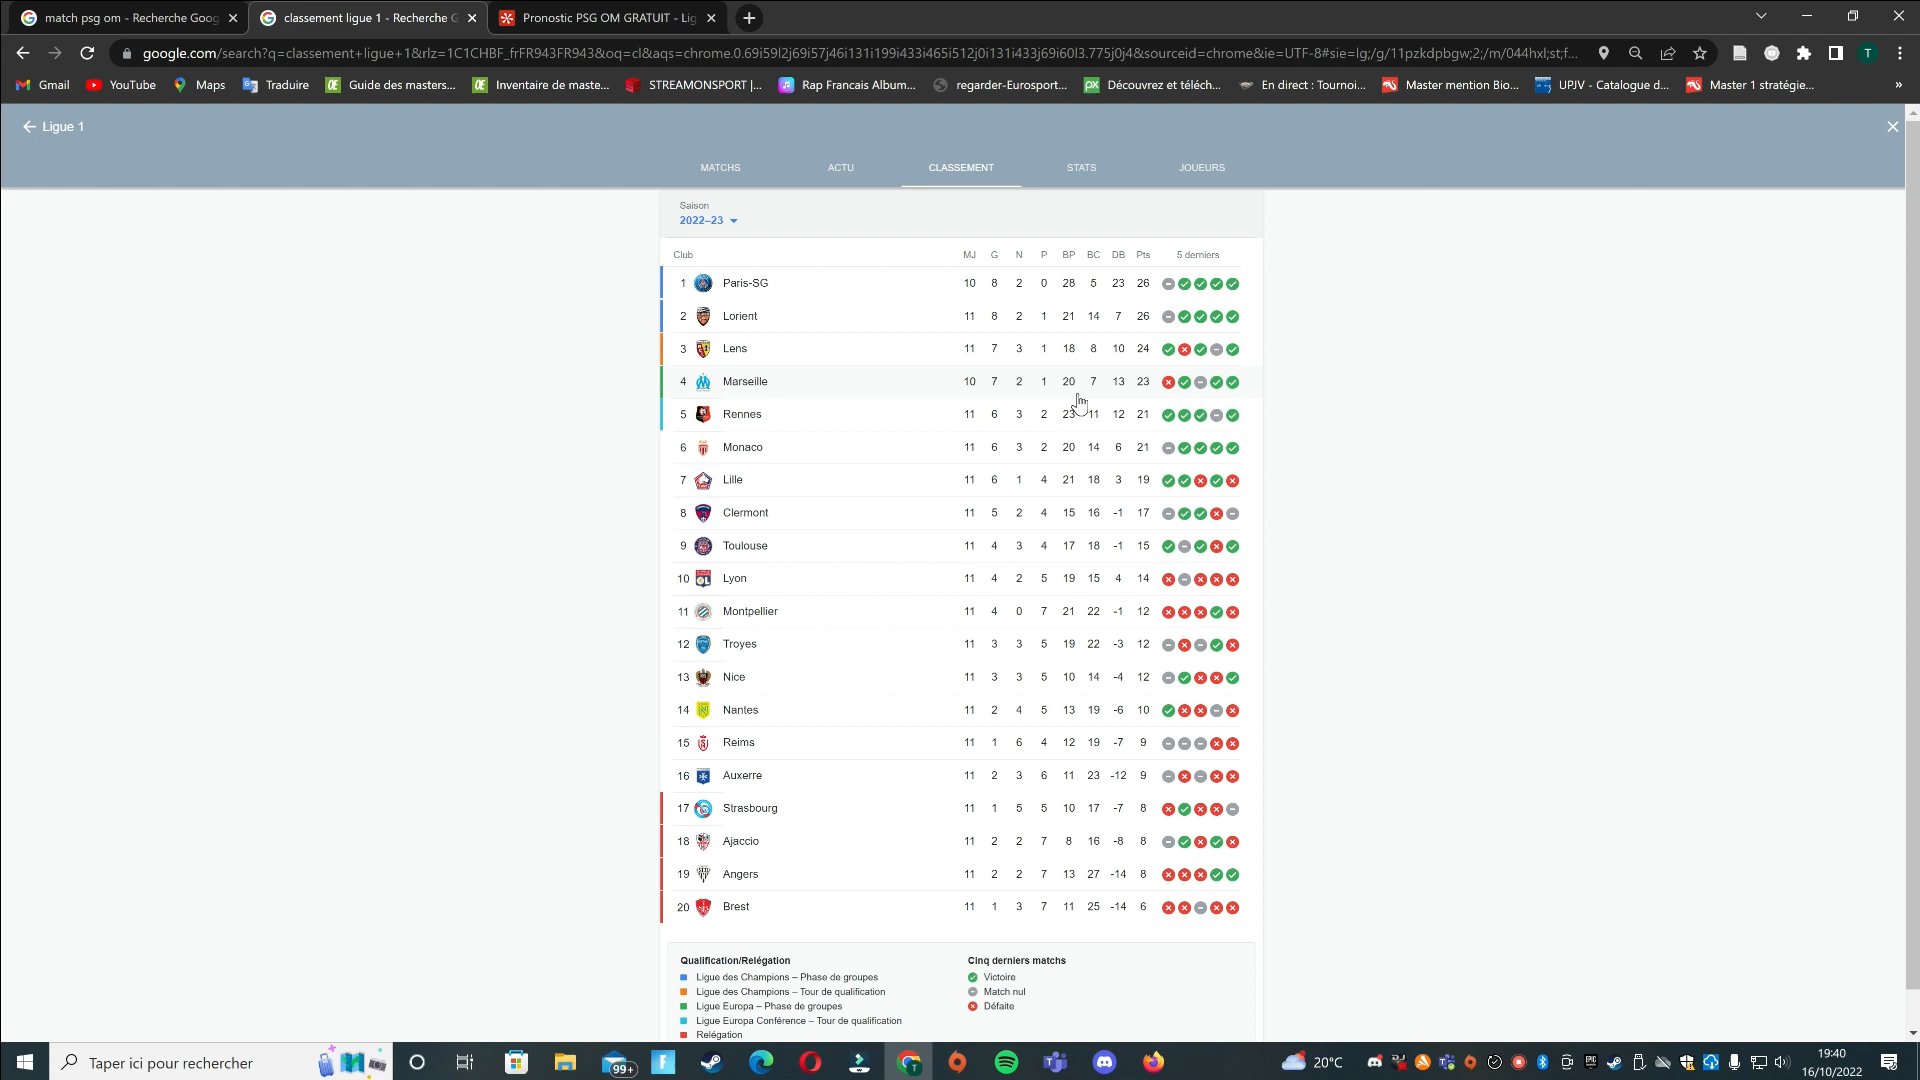 match psg om - Recherche Goog
classement ligue 1 - Recherche G
Pronostic PSG OM GRATUIT - Lig
google.com/search?q=classement+ligue+1&rlz=1C1CHBF_frFR943FR943&oq=cl&aqs=chrome.0.69i59l2j69i57j46i131i199i433i465i512j0i131i433j69i60l3.775j0j4&sourceid=chrome&ie=UTF-8#sie=lg;/g/11pzkdpbgw;2;/m/044hxl;st;f...
Gmail YouTube Maps Traduire Guide des masters... Inventaire de maste... STREAMONSPORT |... Rap Francais Album... regarder-Eurosport... Découvrez et téléch... En direct : Tournoi... Master mention Bio... UPJV - Catalogue d... Master 1 stratégie... »
Ligue 1
MATCHS ACTU CLASSEMENT STATS JOUEURS
Saison
2022–23
Club MJ G N P BP BC DB Pts 5 derniers
1 Paris-SG 10 8 2 0 28 5 23 26
2 Lorient 11 8 2 1 21 14 7 26
3 Lens 11 7 3 1 18 8 10 24
4 Marseille 10 7 2 1 20 7 13 23
5 Rennes 11 6 3 2 23 11 12 21
6 Monaco 11 6 3 2 20 14 6 21
7 Lille 11 6 1 4 21 18 3 19
8 Clermont 11 5 2 4 15 16 -1 17
9 Toulouse 11 4 3 4 17 18 -1 15
10 Lyon 11 4 2 5 19 15 4 14
11 Montpellier 11 4 0 7 21 22 -1 12
12 Troyes 11 3 3 5 19 22 -3 12
13 Nice 11 3 3 5 10 14 -4 12
14 Nantes 11 2 4 5 13 19 -6 10
15 Reims 11 1 6 4 12 19 -7 9
16 Auxerre 11 2 3 6 11 23 -12 9
17 Strasbourg 11 1 5 5 10 17 -7 8
18 Ajaccio 11 2 2 7 8 16 -8 8
19 Angers 11 2 2 7 13 27 -14 8
20 Brest 11 1 3 7 11 25 -14 6
Qualification/Relégation
Ligue des Champions – Phase de groupes
Ligue des Champions – Tour de qualification
Ligue Europa – Phase de groupes
Ligue Europa Conférence – Tour de qualification
Relégation
Cinq derniers matchs
Victoire
Match nul
Défaite
Taper ici pour rechercher
99+
20°C
19:40
16/10/2022